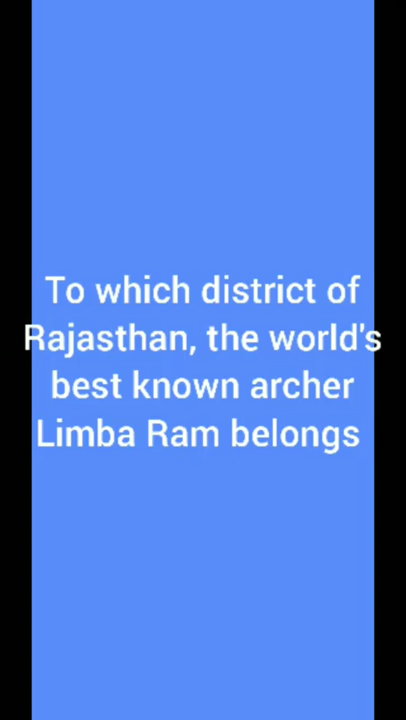 To which district of
Rajasthan, the world's
best known archer
Limba Ram belongs